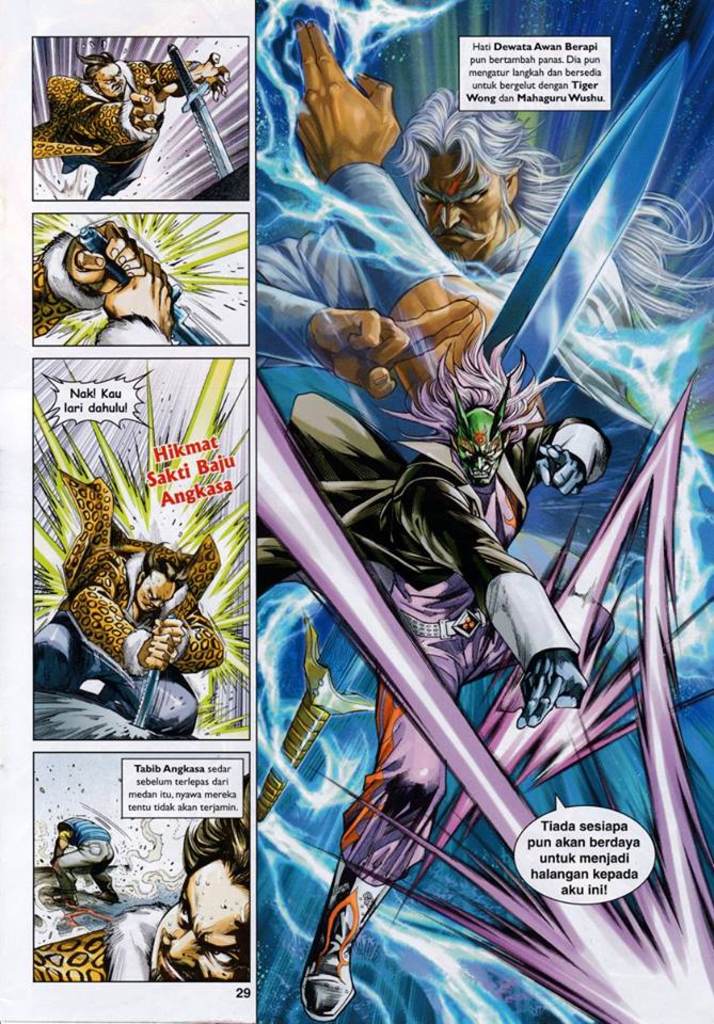 Nak! Kau
lari dahulu!
Hikmat
Sakti Baju
Angkasa
Tabib Angkasa sedar
sebelum terlepas dari
medan itu, nyawa mereka
tentu tidak akan terjamin.
29
Hati Dewata Awan Berapi
pun bertambah panas. Dia pun
mengatur langkah dan bersedia
untuk bergelut dengan Tiger
Wong dan Mahaguru Wushu.
Tiada sesiapa
pun akan berdaya
untuk menjadi
halangan kepada
aku ini!